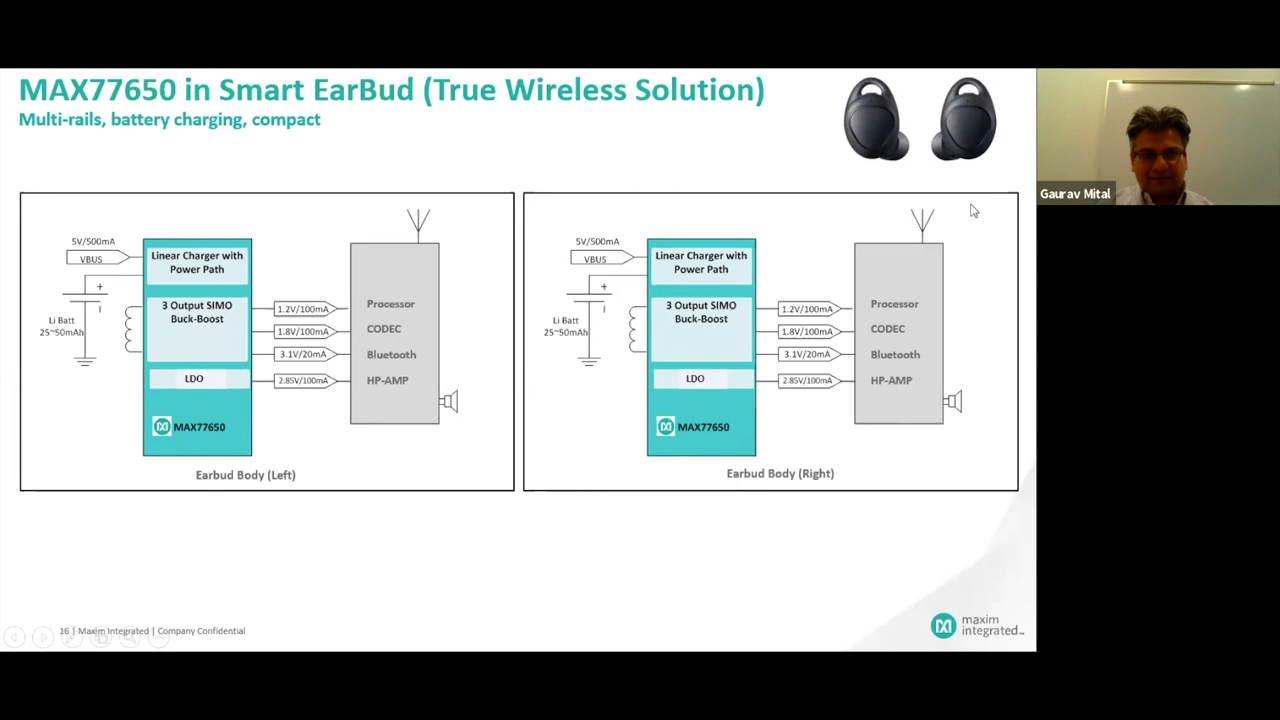 MAX77650 in Smart EarBud (True Wireless Solution)
Multi-rails, battery charging, compact
Gaurav Mital
5V/500mA
VBUS
+
Li Batt
25~50mAh
Linear Charger with
Power Path
3 Output SIMO
Buck-Boost
LDO
MAX77650
1.2V/100mA
1.8V/100mA
3.1V/20mA
2.85V/100mA
Processor
CODEC
Bluetooth
HP-AMP
Earbud Body (Left)
5V/500mA
VBUS
+
Li Batt
25~50mAh
Linear Charger with
Power Path
3 Output SIMO
Buck-Boost
LDO
MAX77650
1.2V/100mA
1.8V/100mA
3.1V/20mA
2.85V/100mA
Processor
CODEC
Bluetooth
HP-AMP
Earbud Body (Right)
16 | Maxim Integrated | Company Confidential
maxim
integrated™